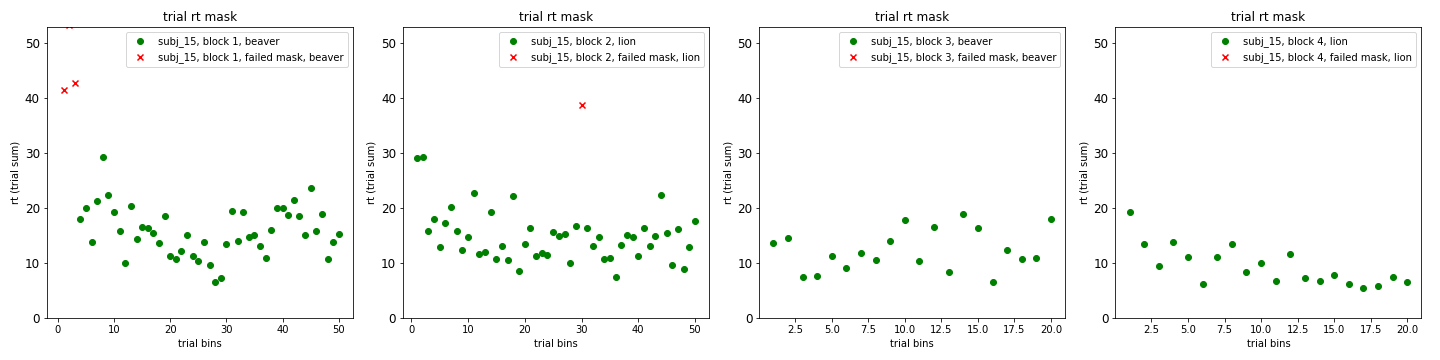 trial rt mask
rt (trial sum)
50
40
30
20
10
0
subj_15, block 1, beaver
subj_15, block 1, failed mask, beaver
0 10 20 30 40 50
trial bins
trial rt mask
rt (trial sum)
50
40
30
20
10
0
subj_15, block 2, lion
subj_15, block 2, failed mask, lion
0 10 20 30 40 50
trial bins
trial rt mask
rt (trial sum)
50
40
30
20
10
0
subj_15, block 3, beaver
subj_15, block 3, failed mask, beaver
2.5 5.0 7.5 10.0 12.5 15.0 17.5 20.0
trial bins
trial rt mask
rt (trial sum)
50
40
30
20
10
0
subj_15, block 4, lion
subj_15, block 4, failed mask, lion
2.5 5.0 7.5 10.0 12.5 15.0 17.5 20.0
trial bins